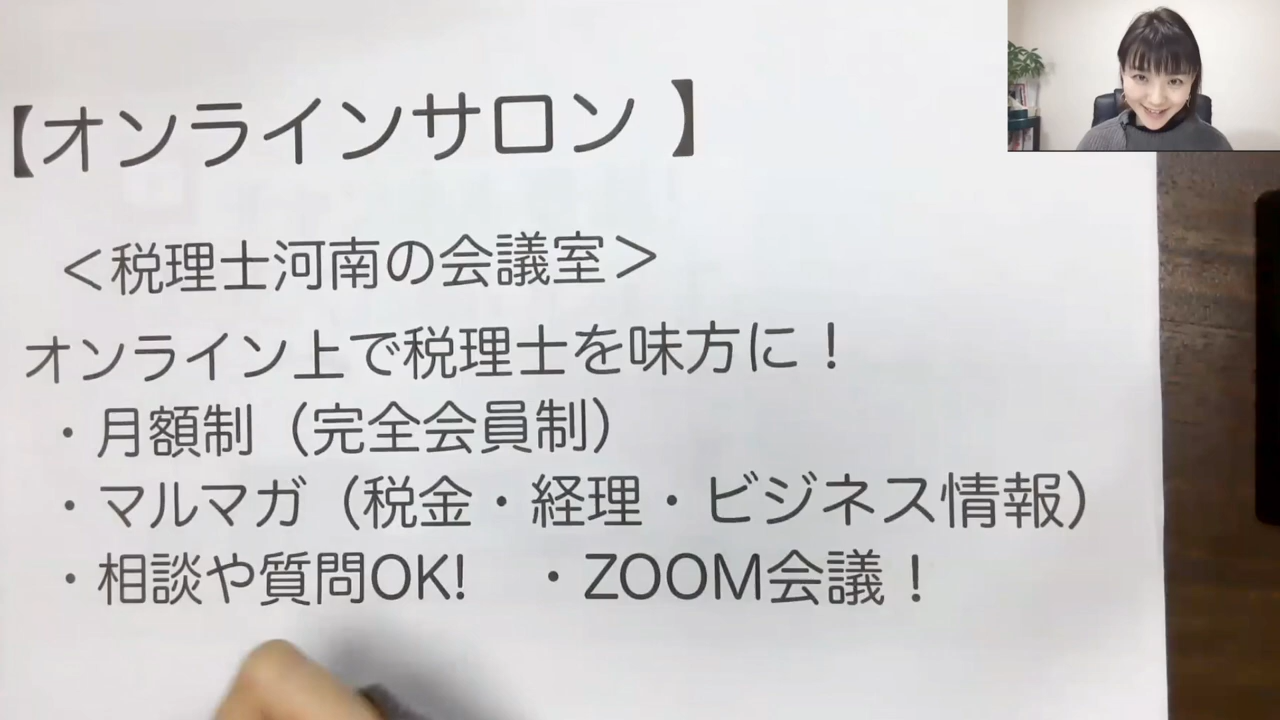 【オンラインサロン】
＜税理士河南の会議室＞
オンライン上で税理士を味方に！
・月額制（完全会員制）
・マルマガ（税金・経理・ビジネス情報）
・相談や質問OK!　・ZOOM会議！